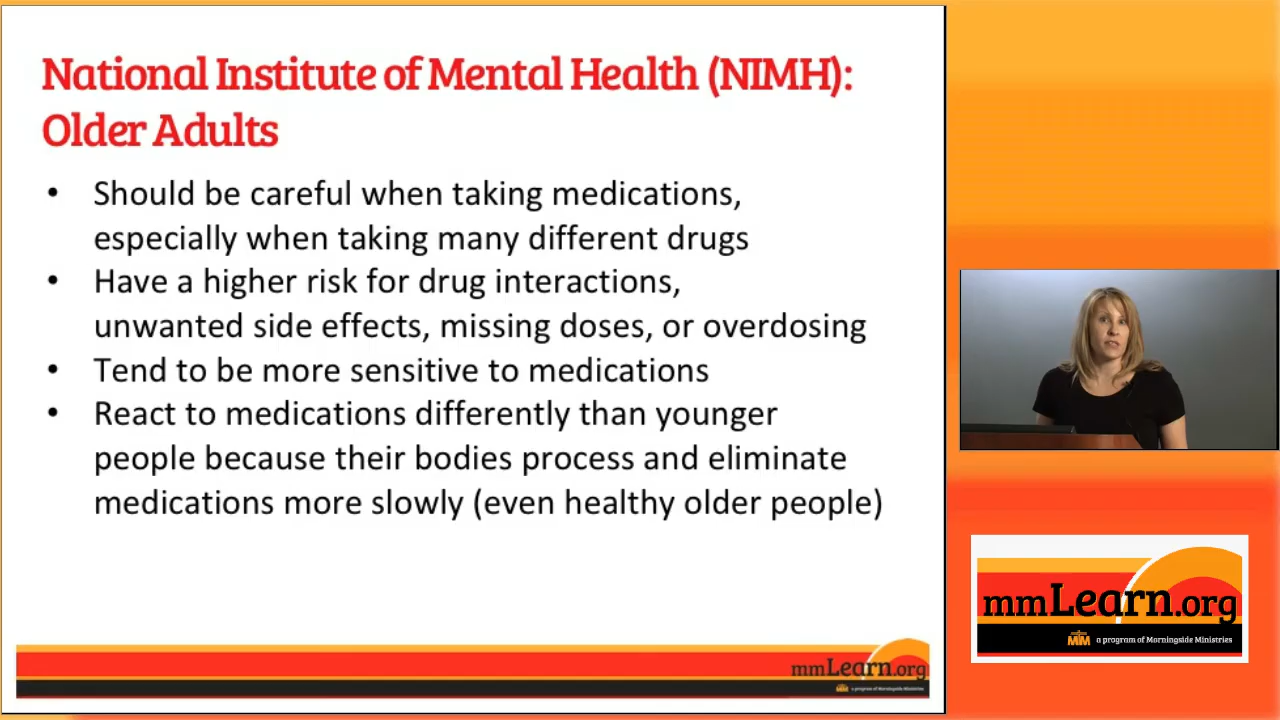 National Institute of Mental Health (NIMH):
Older Adults
• Should be careful when taking medications,
especially when taking many different drugs
• Have a higher risk for drug interactions,
unwanted side effects, missing doses, or overdosing
• Tend to be more sensitive to medications
• React to medications differently than younger
people because their bodies process and eliminate
medications more slowly (even healthy older people)
mmLearn.org
a program of Morningside Ministries
mmLearn.org
MM a program of Morningside Ministries